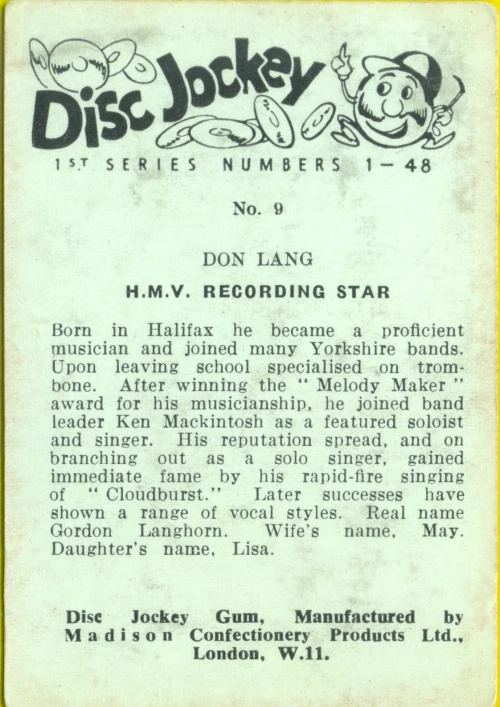 Disc Jockey
1ST SERIES NUMBERS 1-48
No. 9
DON LANG
H.M.V. RECORDING STAR
Born in Halifax he became a proficient
musician and joined many Yorkshire bands.
Upon leaving school specialised on trom-
bone. After winning the "Melody Maker"
award for his musicianship, he joined band
leader Ken Mackintosh as a featured soloist
and singer. His reputation spread, and on
branching out as a solo singer, gained
immediate fame by his rapid-fire singing
of "Cloudburst." Later successes have
shown a range of vocal styles. Real name
Gordon Langhorn. Wife's name, May.
Daughter's name, Lisa.
Disc Jockey Gum, Manufactured by
Madison Confectionery Products Ltd.,
London, W.11.